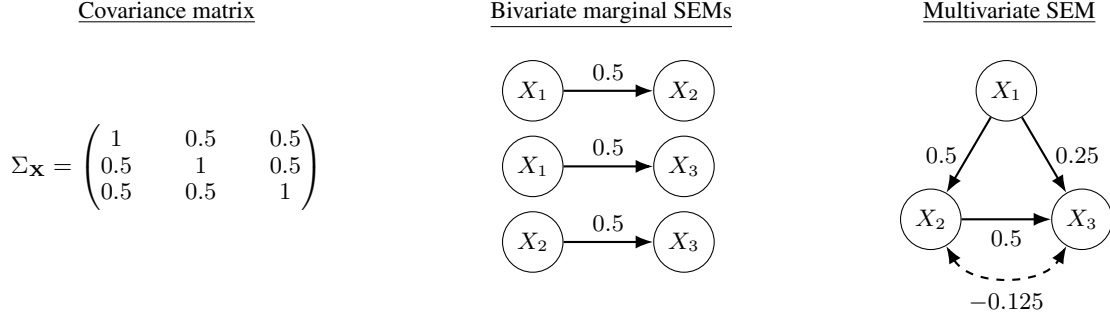 Covariance matrix
Bivariate marginal SEMs
Multivariate SEM
1 0.5 0.5
Σ_X = 0.5 1 0.5
0.5 0.5 1
X₁ 0.5 X₂
X₁ 0.5 X₃
X₂ 0.5 X₃
X₁
0.5 0.25
X₂ X₃
0.5
−0.125